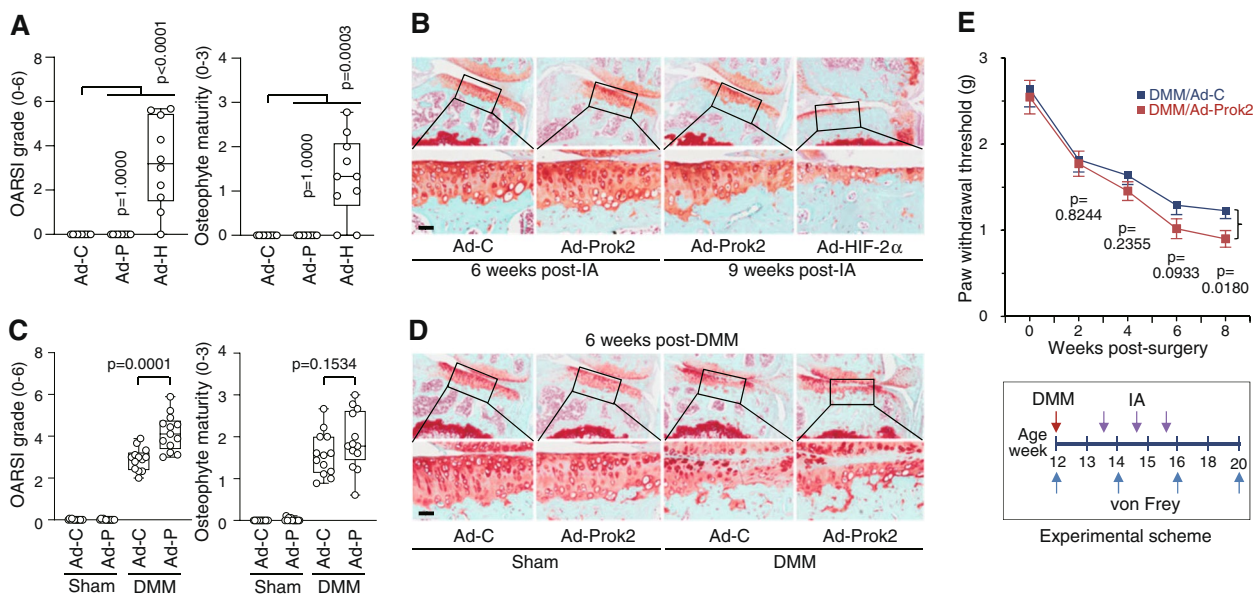 A
OARSI grade (0-6)
8
6
4
2
0
p=1.0000
p<0.0001
Ad-C
Ad-P
Ad-H
Osteophyte maturity (0-3)
4
3
2
1
0
p=1.0000
p=0.0003
Ad-C
Ad-P
Ad-H
B
Ad-C
Ad-Prok2
Ad-Prok2
Ad-HIF-2α
6 weeks post-IA
9 weeks post-IA
C
OARSI grade (0-6)
8
6
4
2
0
p=0.0001
Ad-C
Ad-P
Ad-C
Ad-P
Sham
DMM
Osteophyte maturity (0-3)
4
3
2
1
0
p=0.1534
Ad-C
Ad-P
Ad-C
Ad-P
Sham
DMM
D
6 weeks post-DMM
Ad-C
Ad-Prok2
Ad-C
Ad-Prok2
Sham
DMM
E
Paw withdrawal threshold (g)
3
2
1
0
DMM/Ad-C
DMM/Ad-Prok2
p=
0.8244
p=
0.2355
p=
0.0933
p=
0.0180
0 2 4 6 8
Weeks post-surgery
DMM IA
Age
week
12 13 14 15 16 18 20
von Frey
Experimental scheme